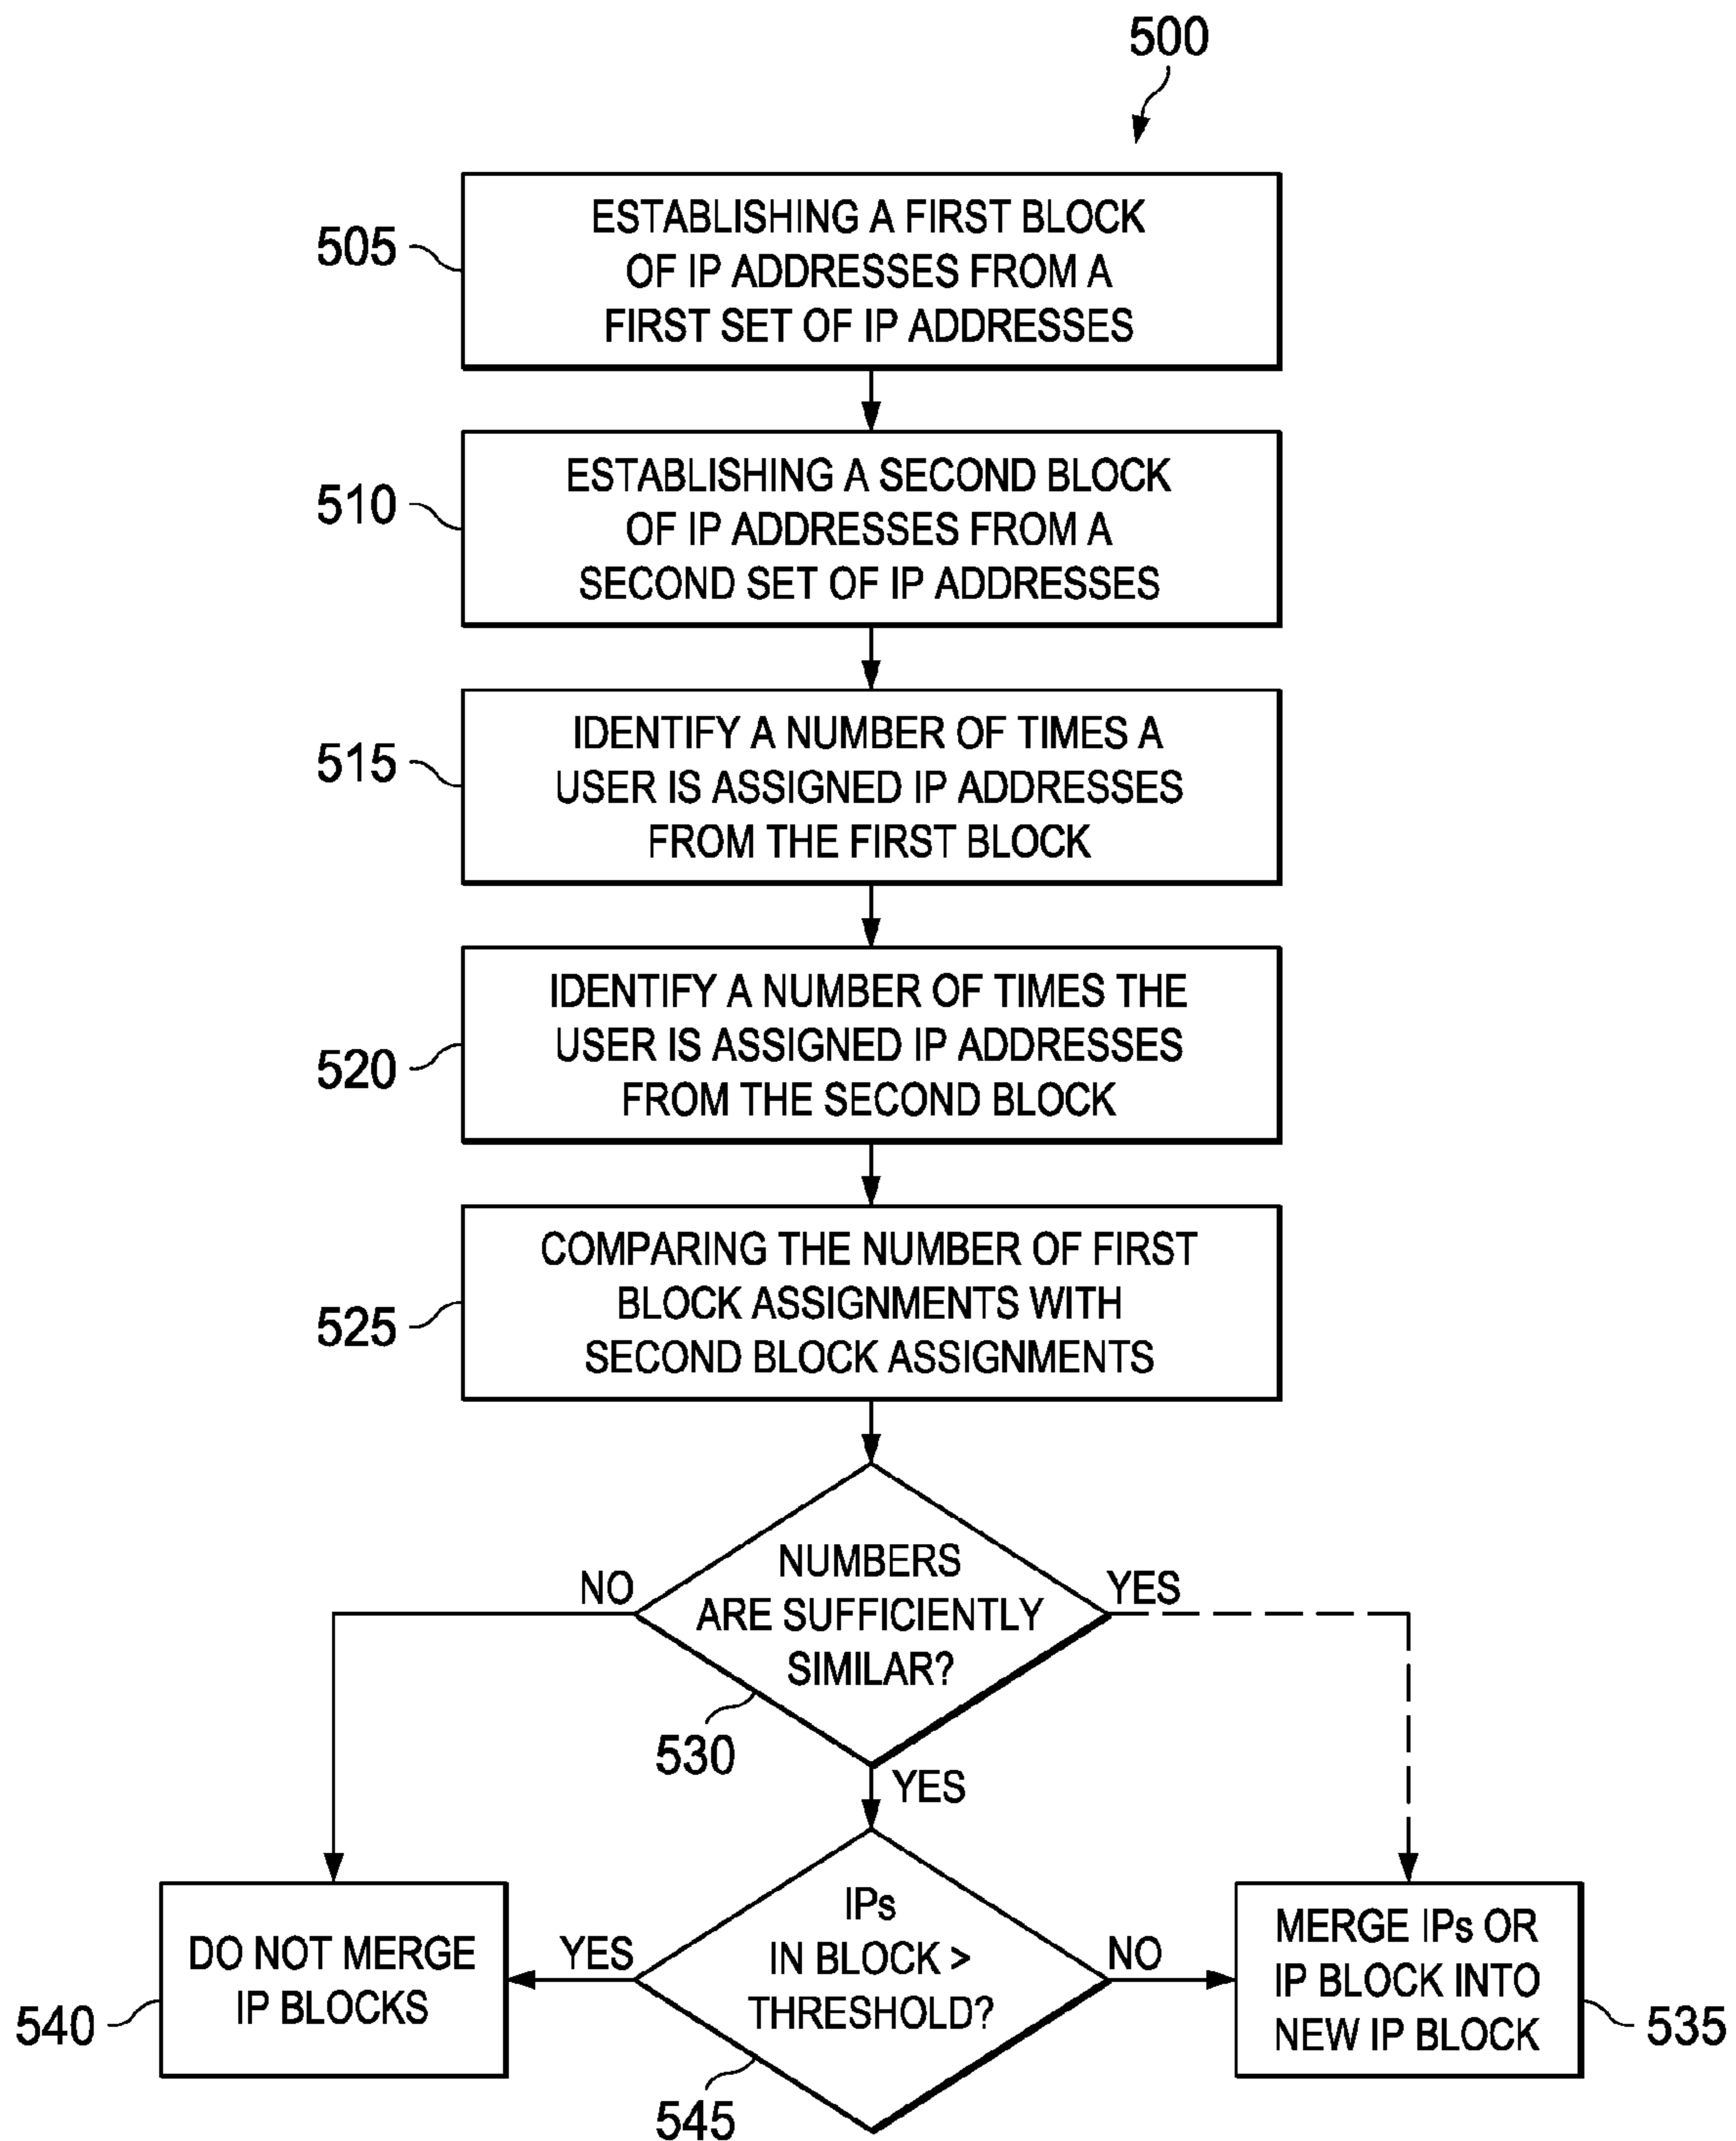 500
505
ESTABLISHING A FIRST BLOCK
OF IP ADDRESSES FROM A
FIRST SET OF IP ADDRESSES
510
ESTABLISHING A SECOND BLOCK
OF IP ADDRESSES FROM A
SECOND SET OF IP ADDRESSES
515
IDENTIFY A NUMBER OF TIMES A
USER IS ASSIGNED IP ADDRESSES
FROM THE FIRST BLOCK
520
IDENTIFY A NUMBER OF TIMES THE
USER IS ASSIGNED IP ADDRESSES
FROM THE SECOND BLOCK
525
COMPARING THE NUMBER OF FIRST
BLOCK ASSIGNMENTS WITH
SECOND BLOCK ASSIGNMENTS
NO
NUMBERS
ARE SUFFICIENTLY
SIMILAR?
YES
530
YES
DO NOT MERGE
IP BLOCKS
540
YES
IPs
IN BLOCK >
THRESHOLD?
545
NO
MERGE IPs OR
IP BLOCK INTO
NEW IP BLOCK
535